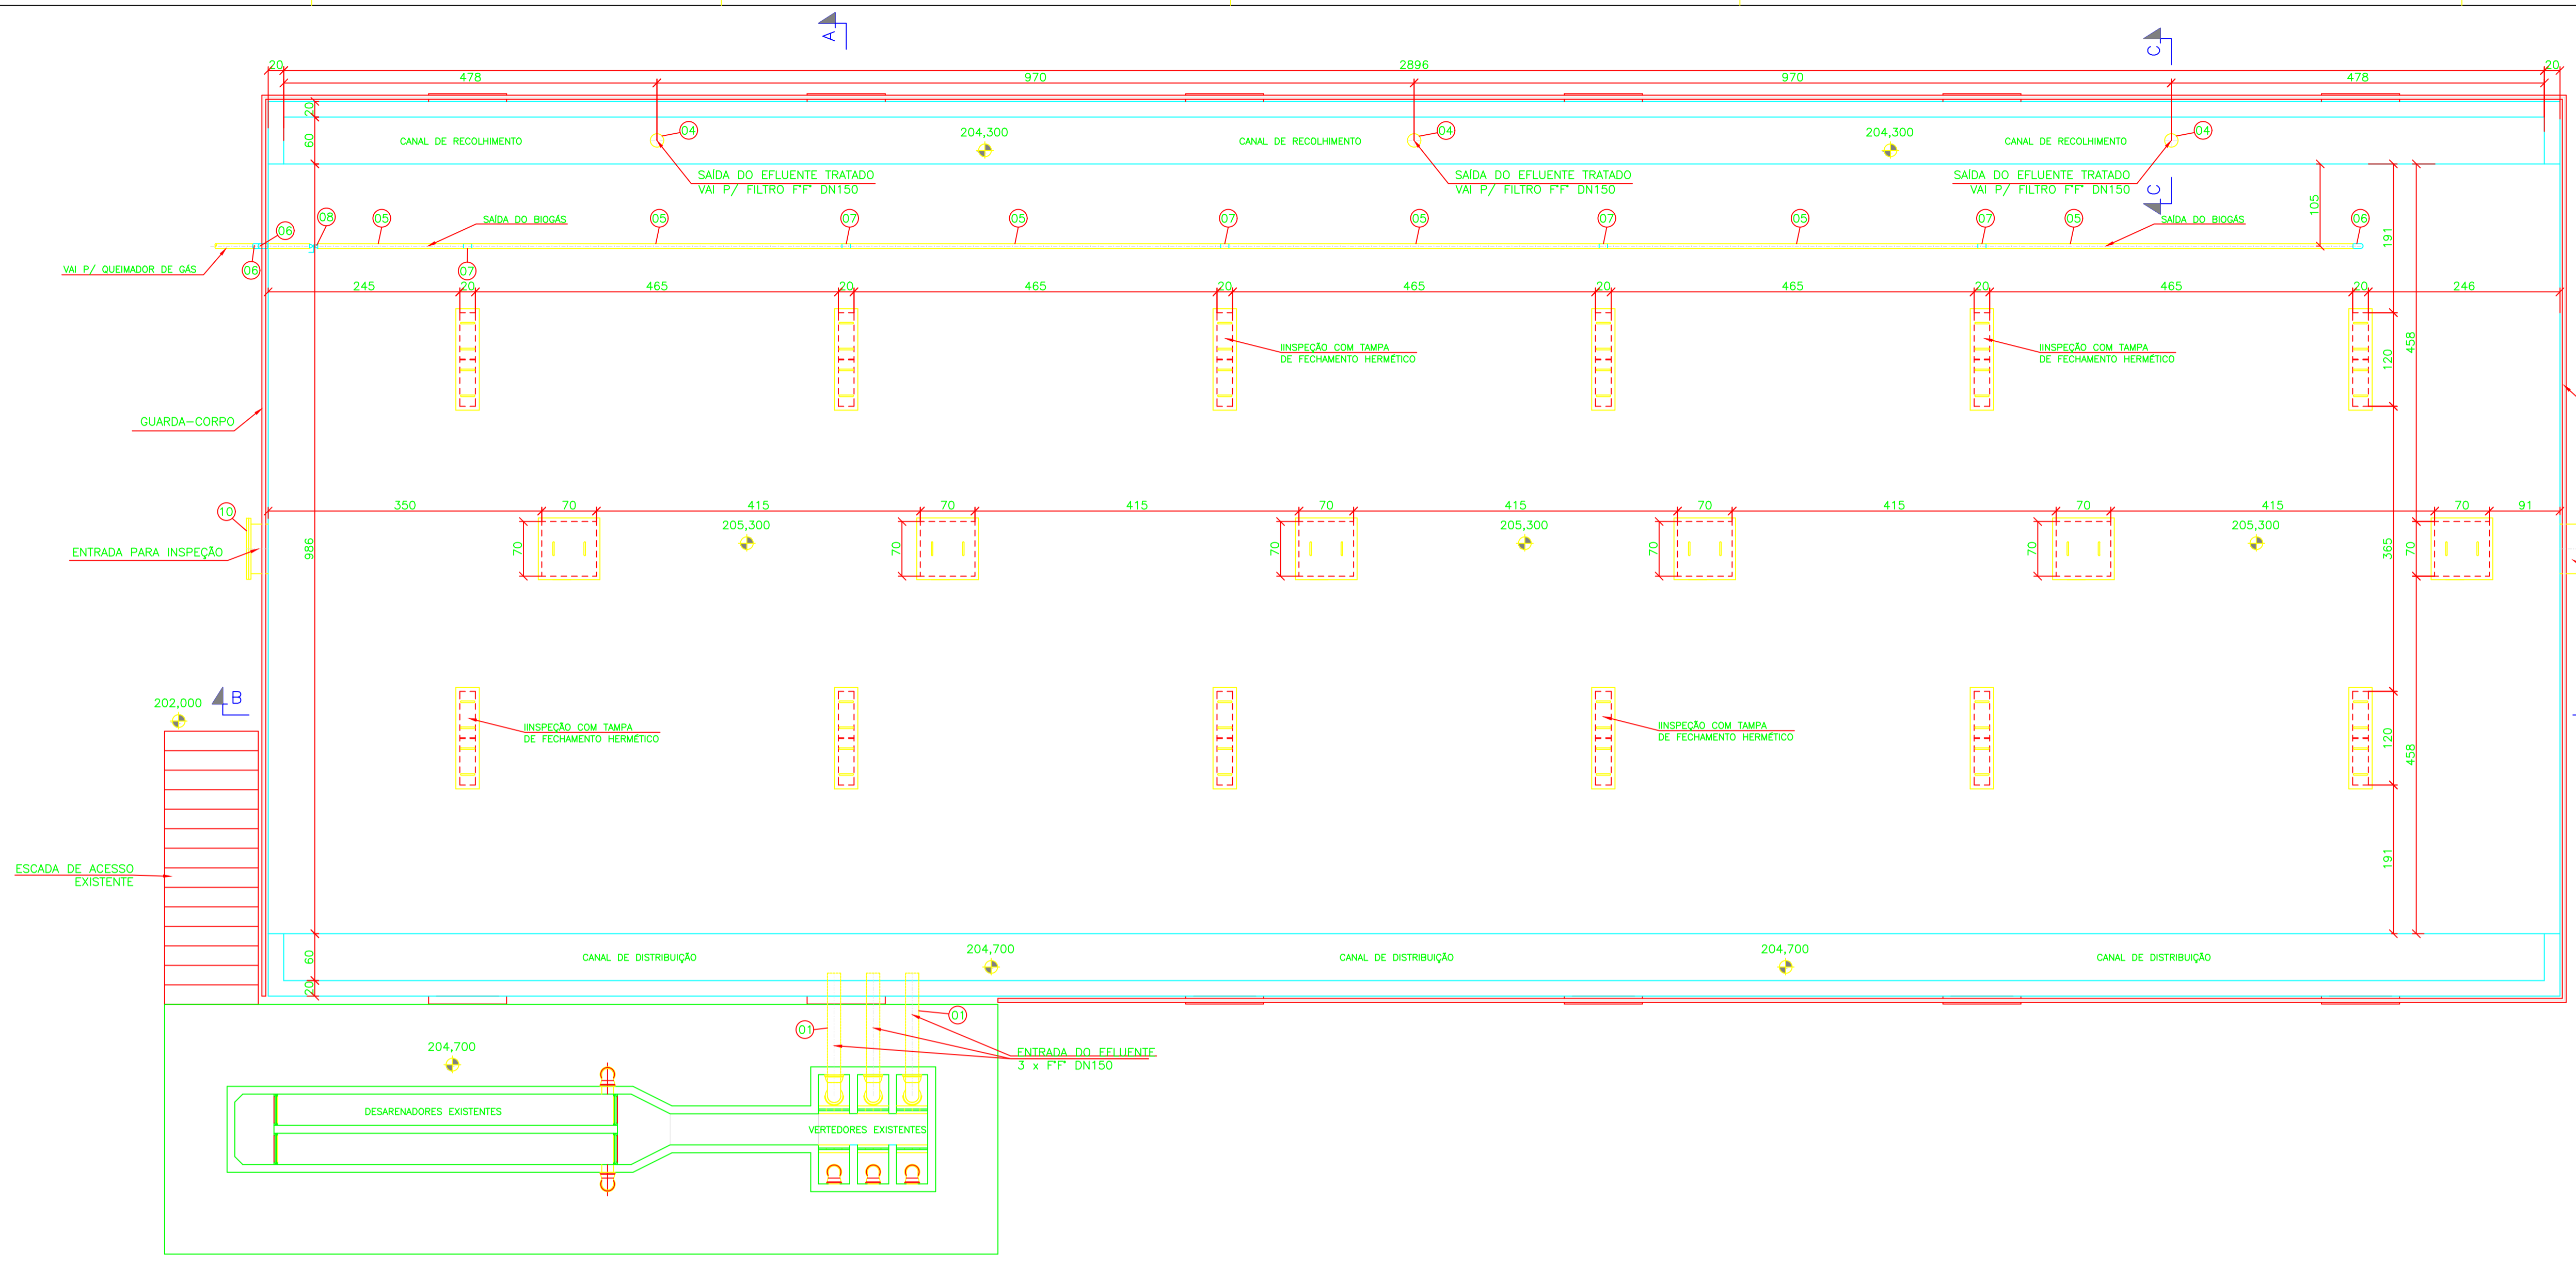 A
C
20
2896
20
478
970
970
478
20
60
CANAL DE RECOLHIMENTO
04
204,300
CANAL DE RECOLHIMENTO
04
204,300
CANAL DE RECOLHIMENTO
04
SAÍDA DO EFLUENTE TRATADO
VAI P/ FILTRO F°F° DN150
SAÍDA DO EFLUENTE TRATADO
VAI P/ FILTRO F°F° DN150
SAÍDA DO EFLUENTE TRATADO
VAI P/ FILTRO F°F° DN150
C
105
191
06
08
05
SAÍDA DO BIOGÁS
05
07
05
07
05
07
05
07
05
SAÍDA DO BIOGÁS
06
VAI P/ QUEIMADOR DE GÁS
06
07
245
20
465
20
465
20
465
20
465
20
465
20
246
IINSPEÇÃO COM TAMPA
DE FECHAMENTO HERMÉTICO
IINSPEÇÃO COM TAMPA
DE FECHAMENTO HERMÉTICO
120
458
GUARDA-CORPO
350
70
415
70
415
70
415
70
415
70
415
70
91
10
205,300
205,300
205,300
ENTRADA PARA INSPEÇÃO
986
70
70
70
70
70
365
70
202,000
B
IINSPEÇÃO COM TAMPA
DE FECHAMENTO HERMÉTICO
IINSPEÇÃO COM TAMPA
DE FECHAMENTO HERMÉTICO
120
458
191
ESCADA DE ACESSO
EXISTENTE
60
20
CANAL DE DISTRIBUIÇÃO
204,700
CANAL DE DISTRIBUIÇÃO
204,700
CANAL DE DISTRIBUIÇÃO
01
01
204,700
ENTRADA DO EFLUENTE
3 x F°F° DN150
DESARENADORES EXISTENTES
VERTEDORES EXISTENTES